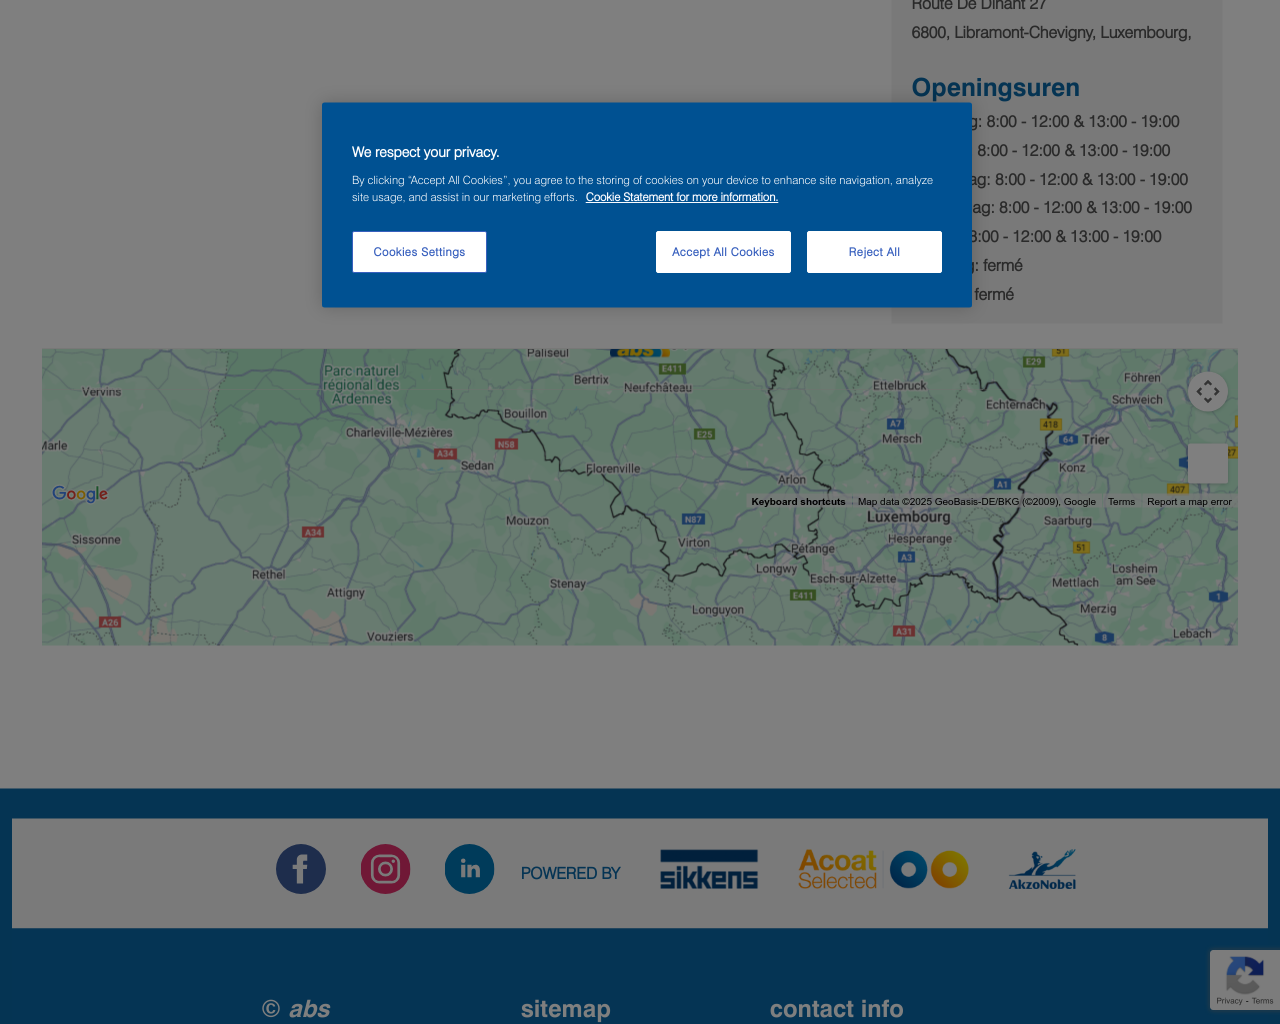 Route De Dinant 27
6800, Libramont-Chevigny, Luxembourg,
Openingsuren
g: 8:00 - 12:00 & 13:00 - 19:00
8:00 - 12:00 & 13:00 - 19:00
ag: 8:00 - 12:00 & 13:00 - 19:00
ag: 8:00 - 12:00 & 13:00 - 19:00
8:00 - 12:00 & 13:00 - 19:00
g: fermé
fermé
We respect your privacy.
By clicking “Accept All Cookies”, you agree to the storing of cookies on your device to enhance site navigation, analyze
site usage, and assist in our marketing efforts. Cookie Statement for more information.
Cookies Settings
Accept All Cookies
Reject All
Paliseul
abs
E411
E29
51
Parc naturel
régional des
Ardennes
Vervins
Bertrix
Neufchâteau
Ettelbruck
Föhren
Schweich
Echternach
Bouillon
418
A7
Mersch
64
Trier
Charleville-Mézières
N58
E25
Marle
A34
Sedan
Florenville
Arlon
Konz
27
A1
407
Google
Keyboard shortcuts
Map data ©2025 GeoBasis-DE/BKG (©2009), Google
Terms
Report a map error
Mouzon
N87
Luxembourg
Saarburg
Sissonne
A34
Virton
Hesperange
Pétange
51
A3
Rethel
Stenay
Longwy
Esch-sur-Alzette
Mettlach
Losheim
am See
Attigny
E411
1
Longuyon
Merzig
A26
Vouziers
A31
8
Lebach
f
in
POWERED BY
sikkens
Acoat
Selected
AkzoNobel
Privacy - Terms
© abs
sitemap
contact info